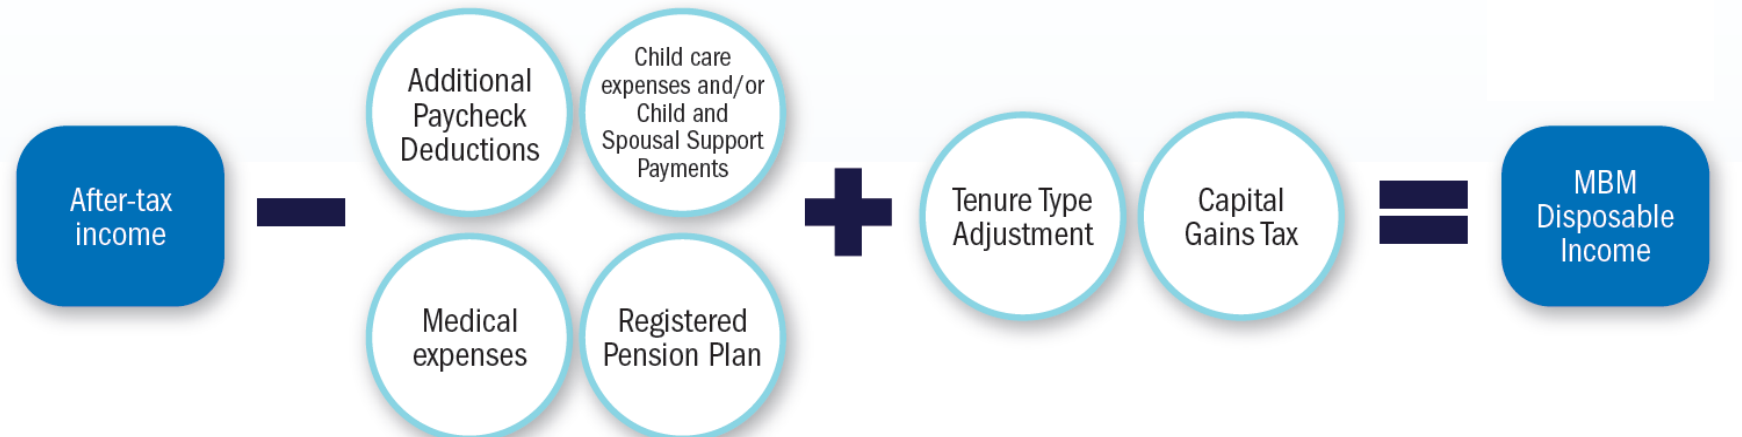 After-tax
income
Additional
Paycheck
Deductions
Child care
expenses and/or
Child and
Spousal Support
Payments
Medical
expenses
Registered
Pension Plan
Tenure Type
Adjustment
Capital
Gains Tax
MBM
Disposable
Income